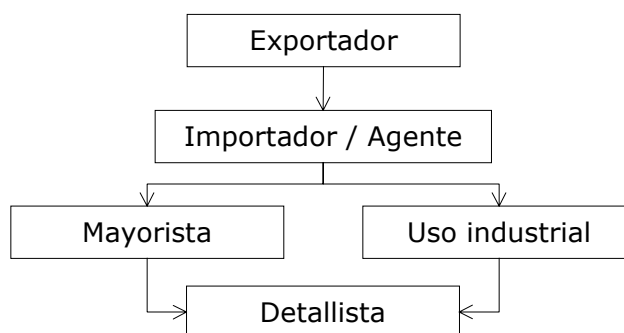 Exportador
Importador / Agente
Mayorista
Uso industrial
Detallista